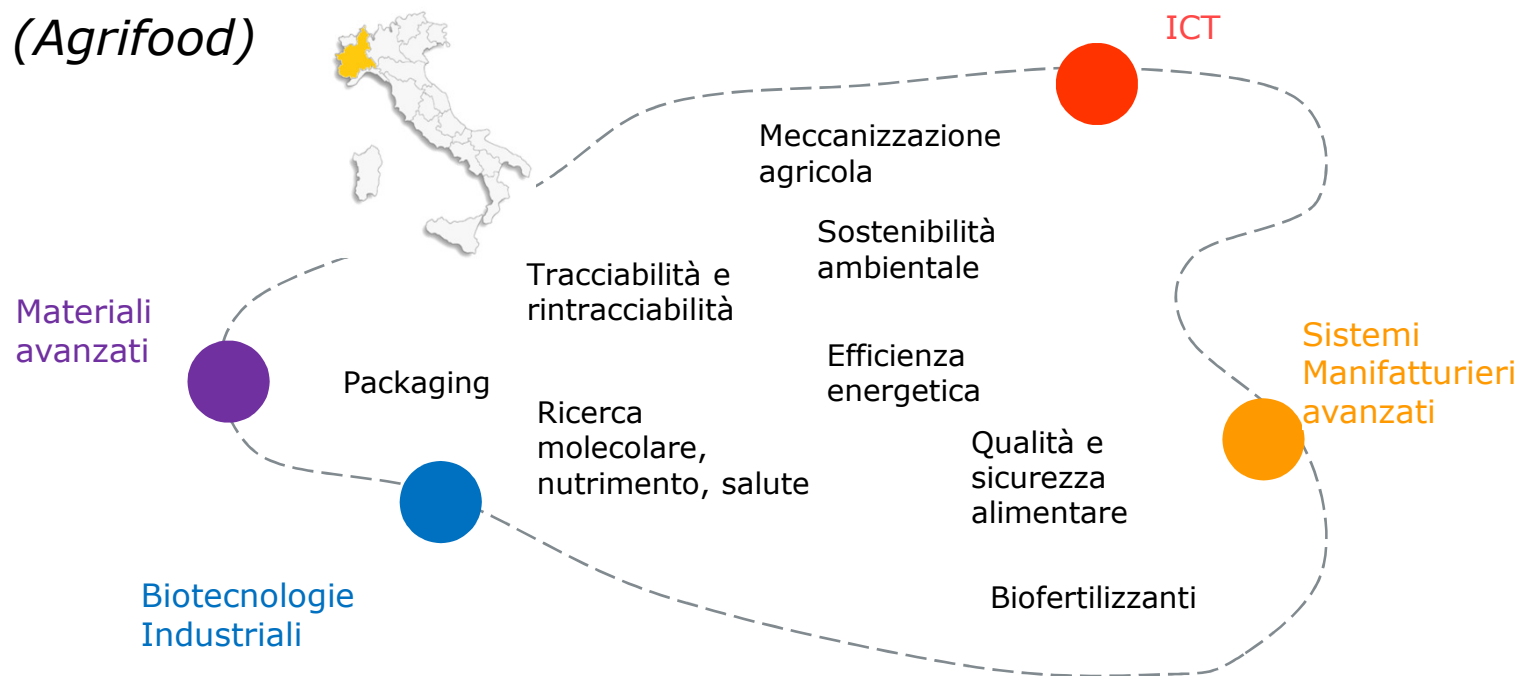 (Agrifood)
ICT
Meccanizzazione
agricola
Sostenibilità
ambientale
Tracciabilità e
rintracciabilità
Materiali
avanzati
Sistemi
Manifatturieri
avanzati
Efficienza
energetica
Packaging
Ricerca
molecolare,
nutrimento, salute
Qualità e
sicurezza
alimentare
Biotecnologie
Industriali
Biofertilizzanti